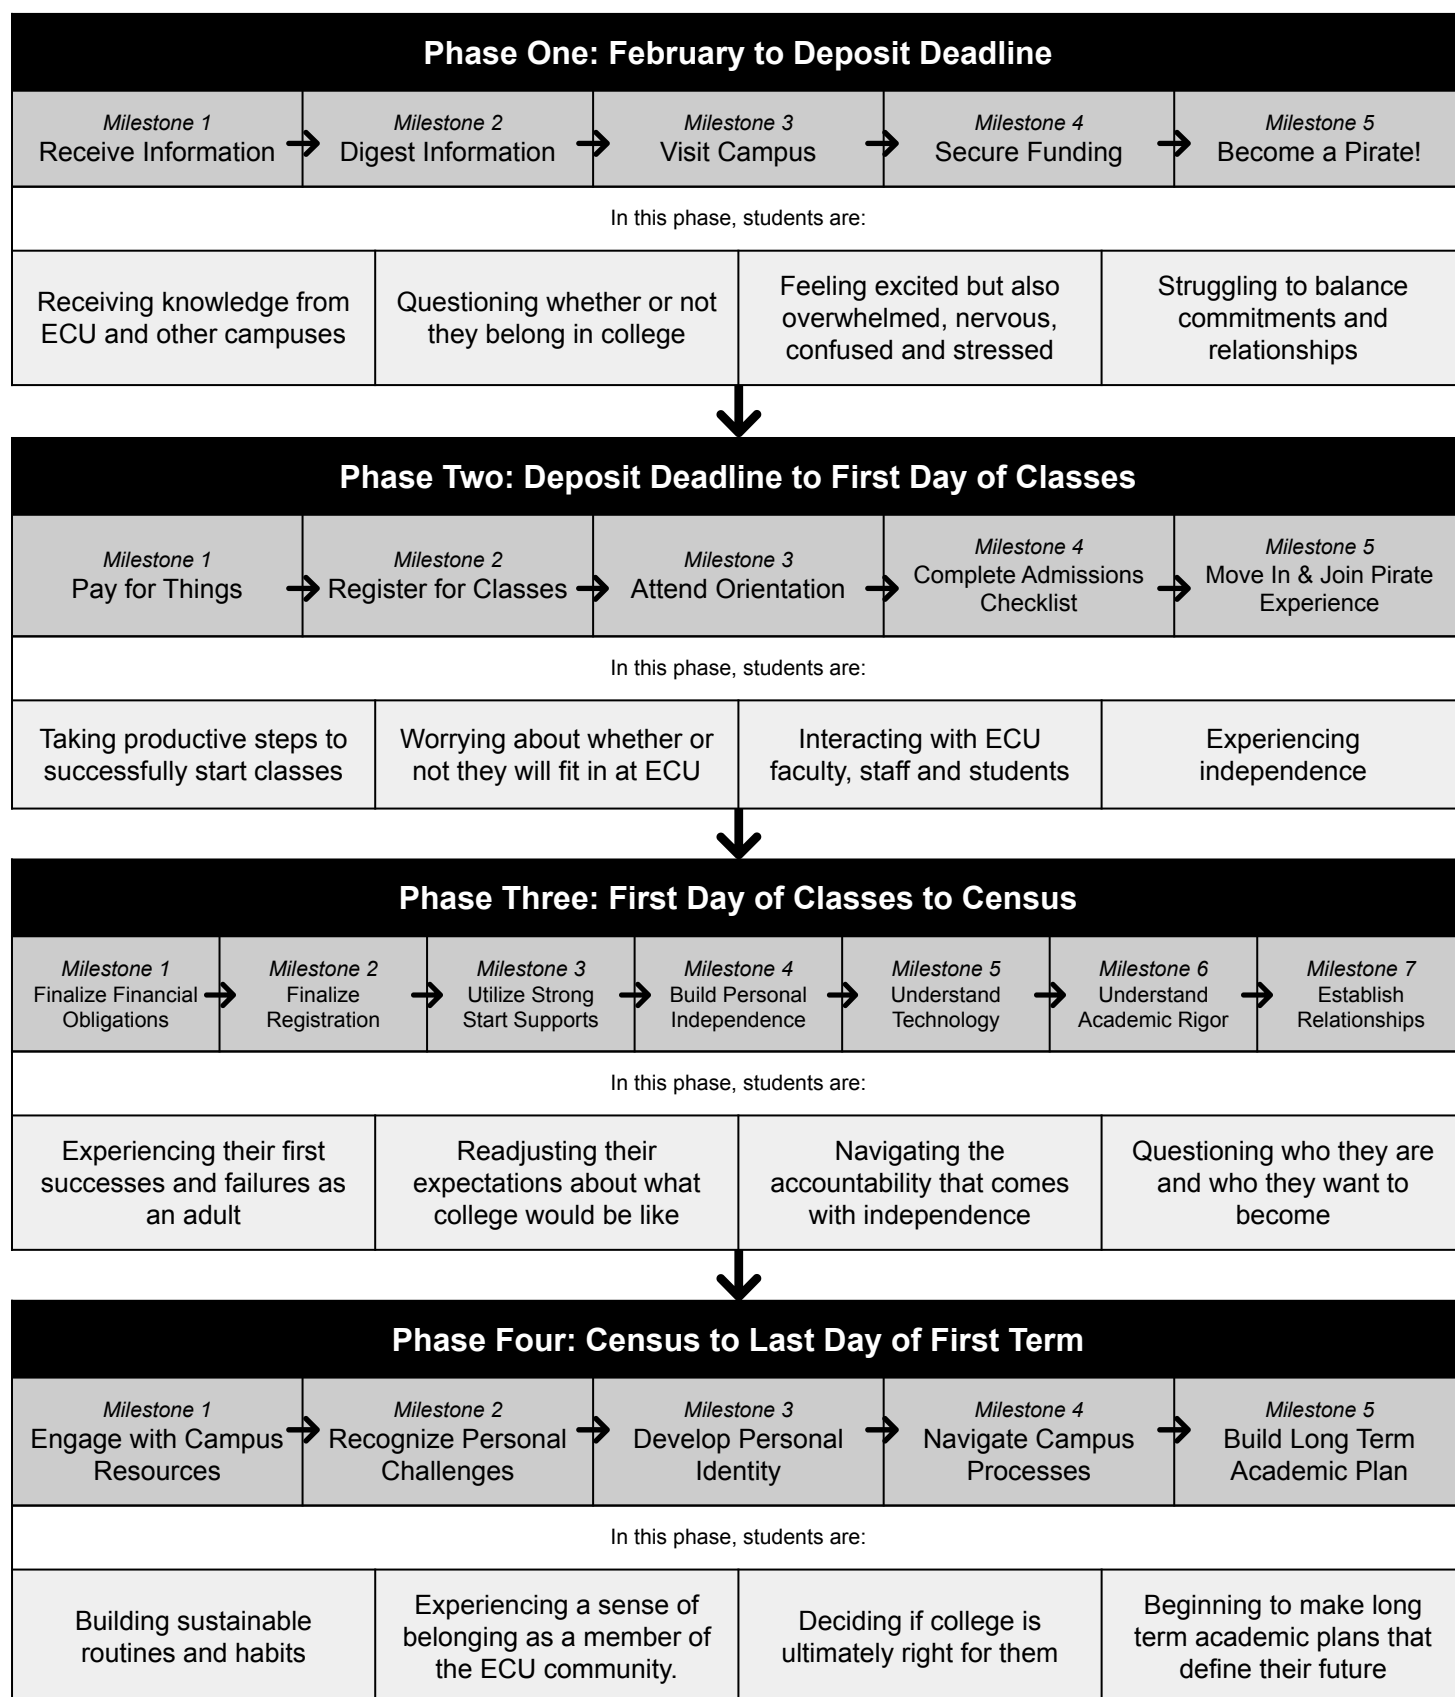 Phase One: February to Deposit Deadline
Milestone 1
Receive Information
Milestone 2
Digest Information
Milestone 3
Visit Campus
Milestone 4
Secure Funding
Milestone 5
Become a Pirate!
In this phase, students are:
Receiving knowledge from
ECU and other campuses
Questioning whether or not
they belong in college
Feeling excited but also
overwhelmed, nervous,
confused and stressed
Struggling to balance
commitments and
relationships
Phase Two: Deposit Deadline to First Day of Classes
Milestone 1
Pay for Things
Milestone 2
Register for Classes
Milestone 3
Attend Orientation
Milestone 4
Complete Admissions
Checklist
Milestone 5
Move In & Join Pirate
Experience
In this phase, students are:
Taking productive steps to
successfully start classes
Worrying about whether or
not they will fit in at ECU
Interacting with ECU
faculty, staff and students
Experiencing
independence
Phase Three: First Day of Classes to Census
Milestone 1
Finalize Financial
Obligations
Milestone 2
Finalize
Registration
Milestone 3
Utilize Strong
Start Supports
Milestone 4
Build Personal
Independence
Milestone 5
Understand
Technology
Milestone 6
Understand
Academic Rigor
Milestone 7
Establish
Relationships
In this phase, students are:
Experiencing their first
successes and failures as
an adult
Readjusting their
expectations about what
college would be like
Navigating the
accountability that comes
with independence
Questioning who they are
and who they want to
become
Phase Four: Census to Last Day of First Term
Milestone 1
Engage with Campus
Resources
Milestone 2
Recognize Personal
Challenges
Milestone 3
Develop Personal
Identity
Milestone 4
Navigate Campus
Processes
Milestone 5
Build Long Term
Academic Plan
In this phase, students are:
Building sustainable
routines and habits
Experiencing a sense of
belonging as a member of
the ECU community.
Deciding if college is
ultimately right for them
Beginning to make long
term academic plans that
define their future